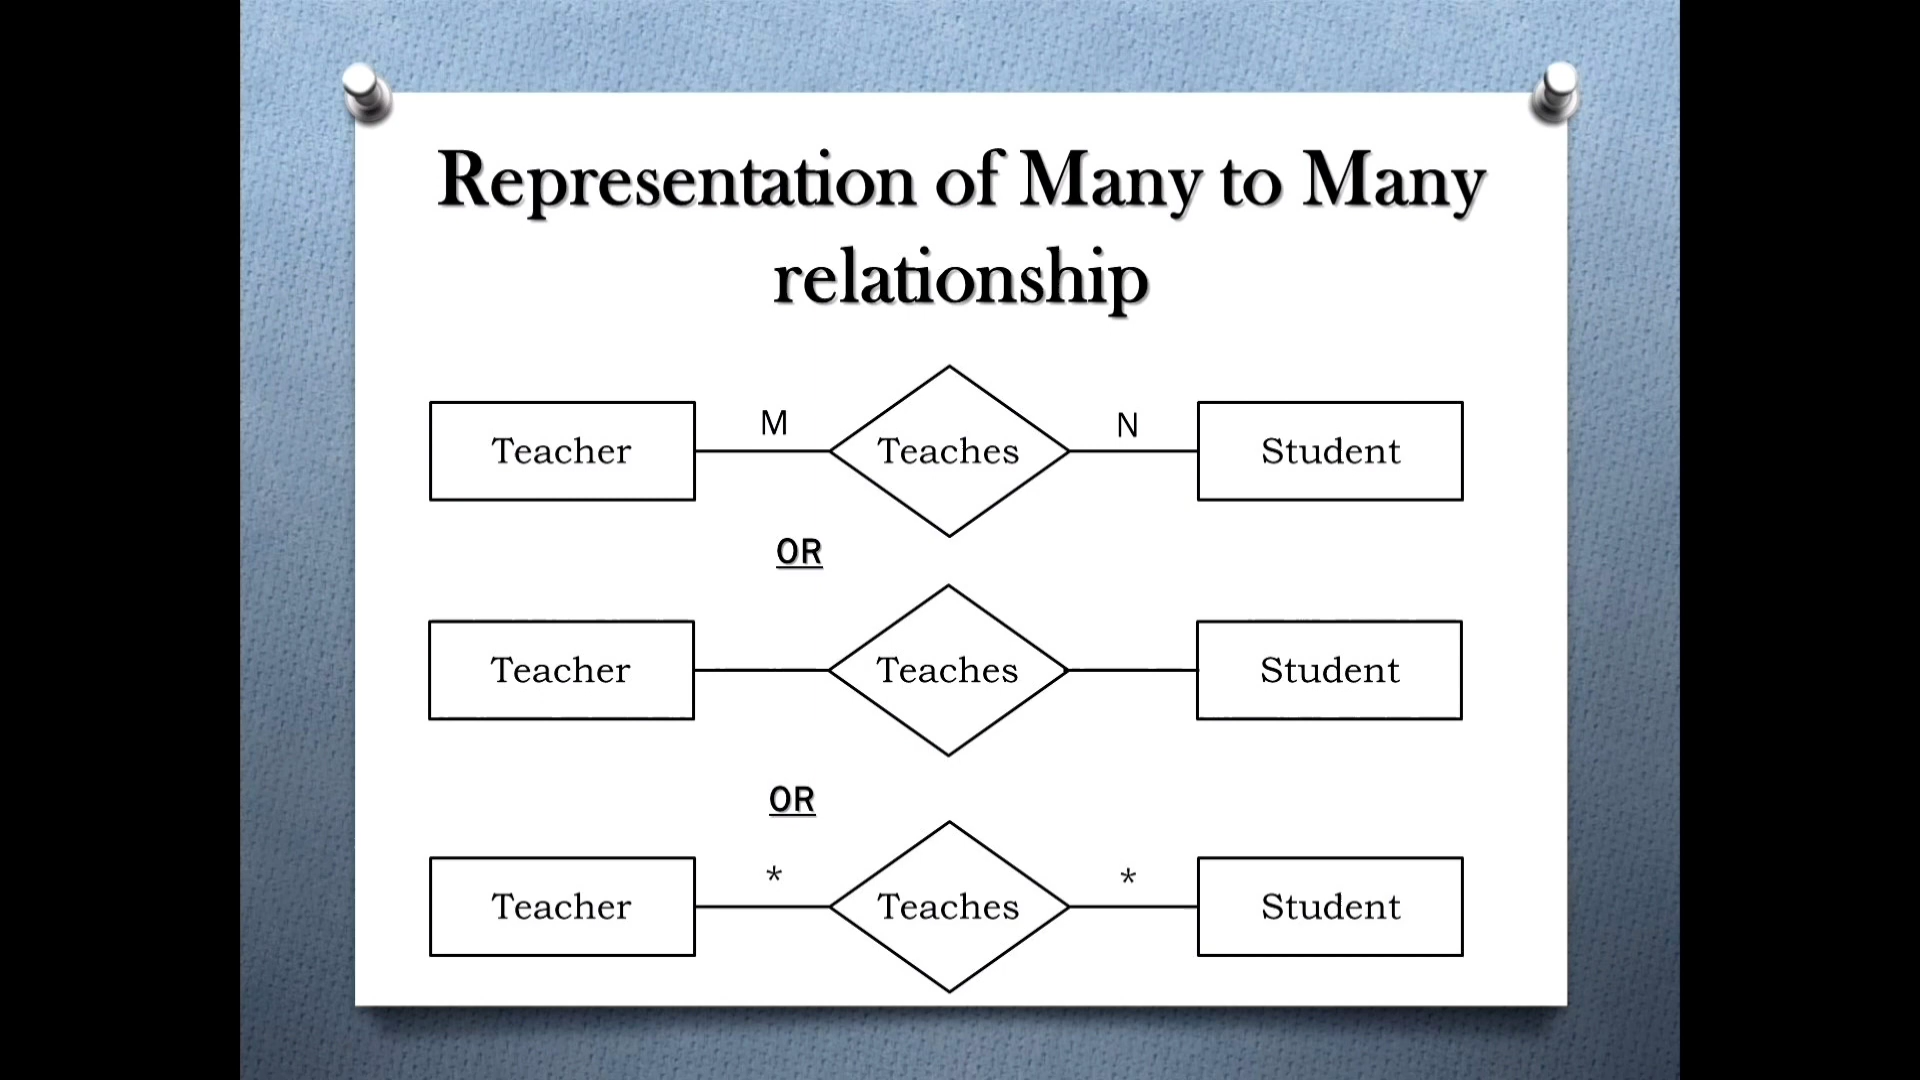 Representation of Many to Many
relationship
Teacher M Teaches N Student
OR
Teacher Teaches Student
OR
Teacher * Teaches * Student